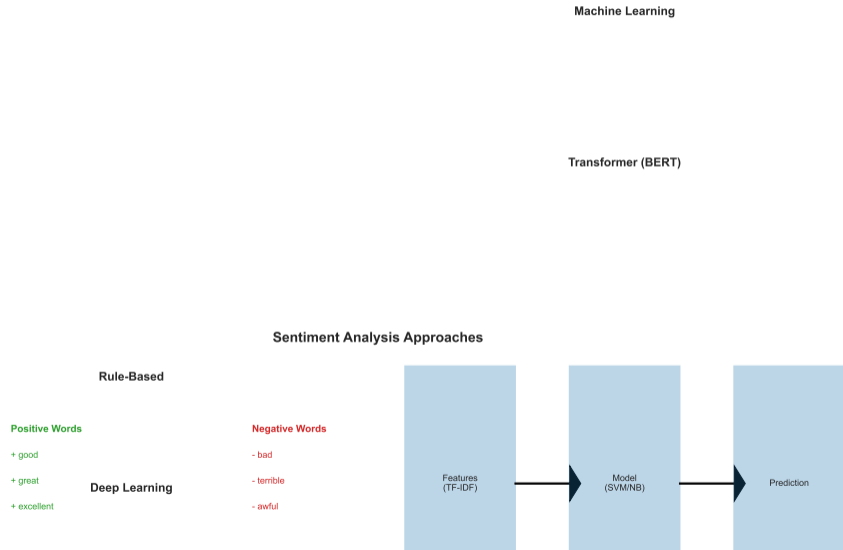 Machine Learning
Transformer (BERT)
Sentiment Analysis Approaches
Rule-Based
Positive Words
Negative Words
+ good
- bad
+ great
- terrible
Deep Learning
+ excellent
- awful
Features
(TF-IDF)
Model
(SVM/NB)
Prediction